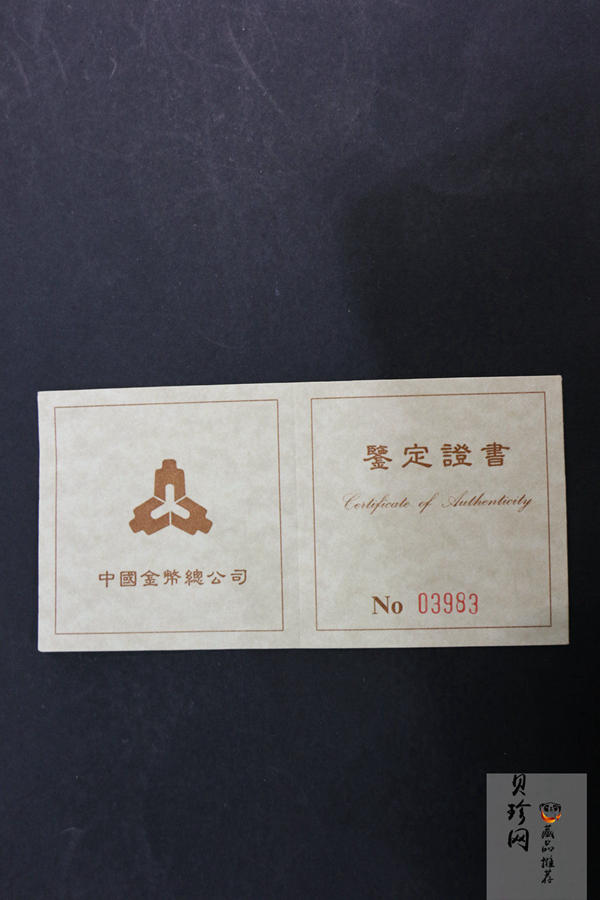 中國金幣總公司
鑒定證書
Certificate of Authenticity
No 03983
贝珍网
藏品推荐